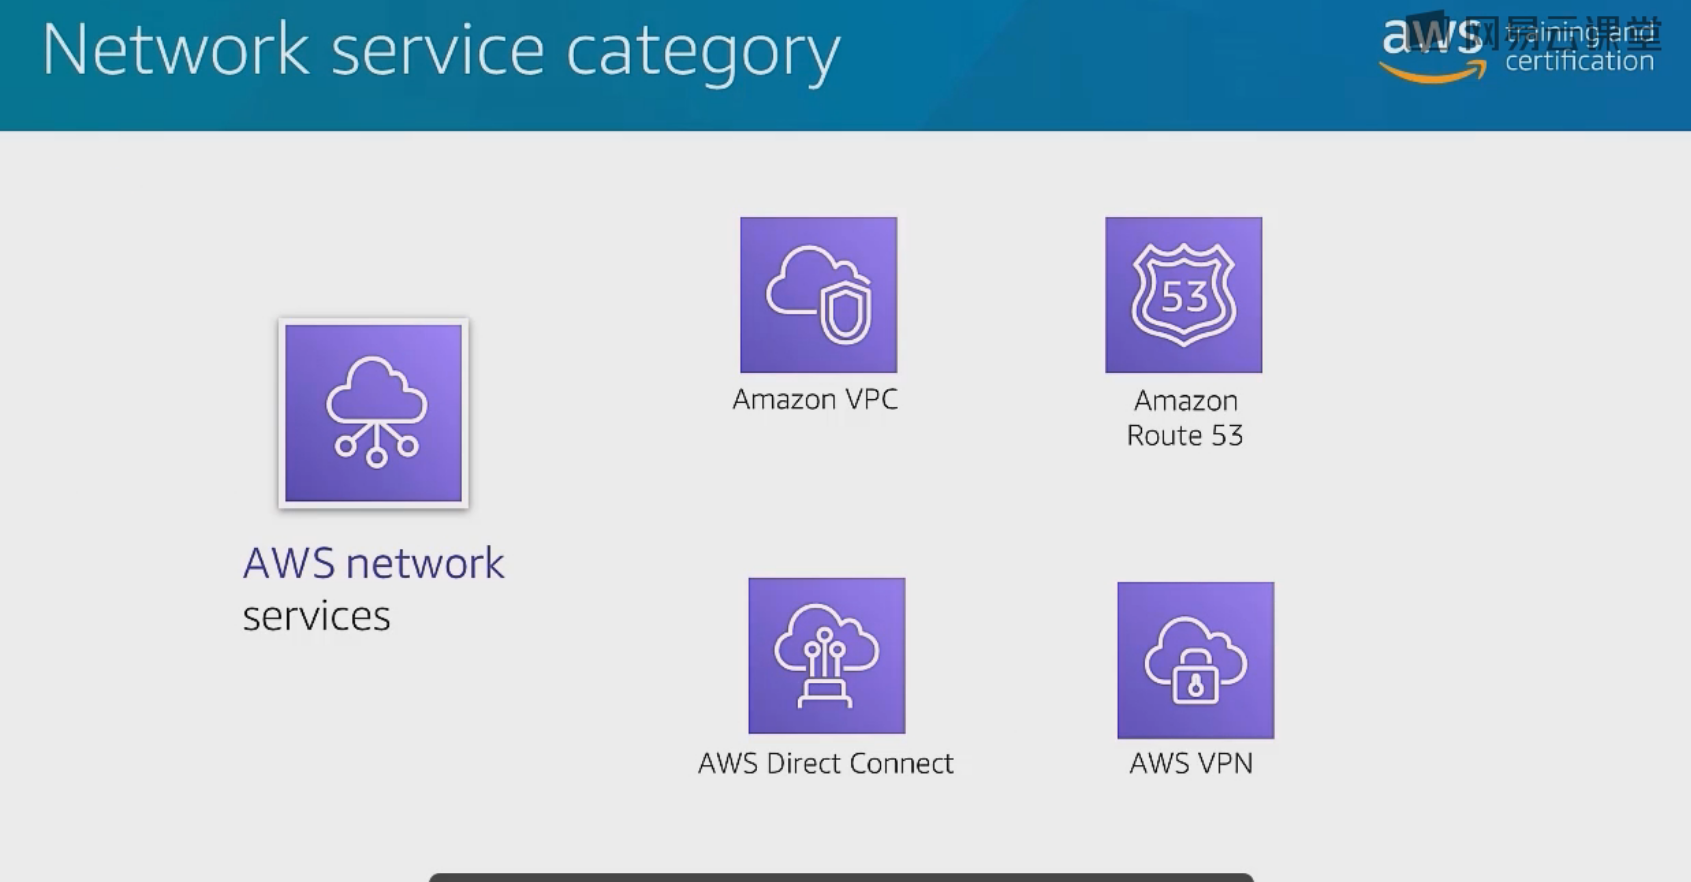 Network service category
aws training and
certification
网易云课堂
53
Amazon VPC
Amazon
Route 53
AWS network
services
AWS Direct Connect
AWS VPN